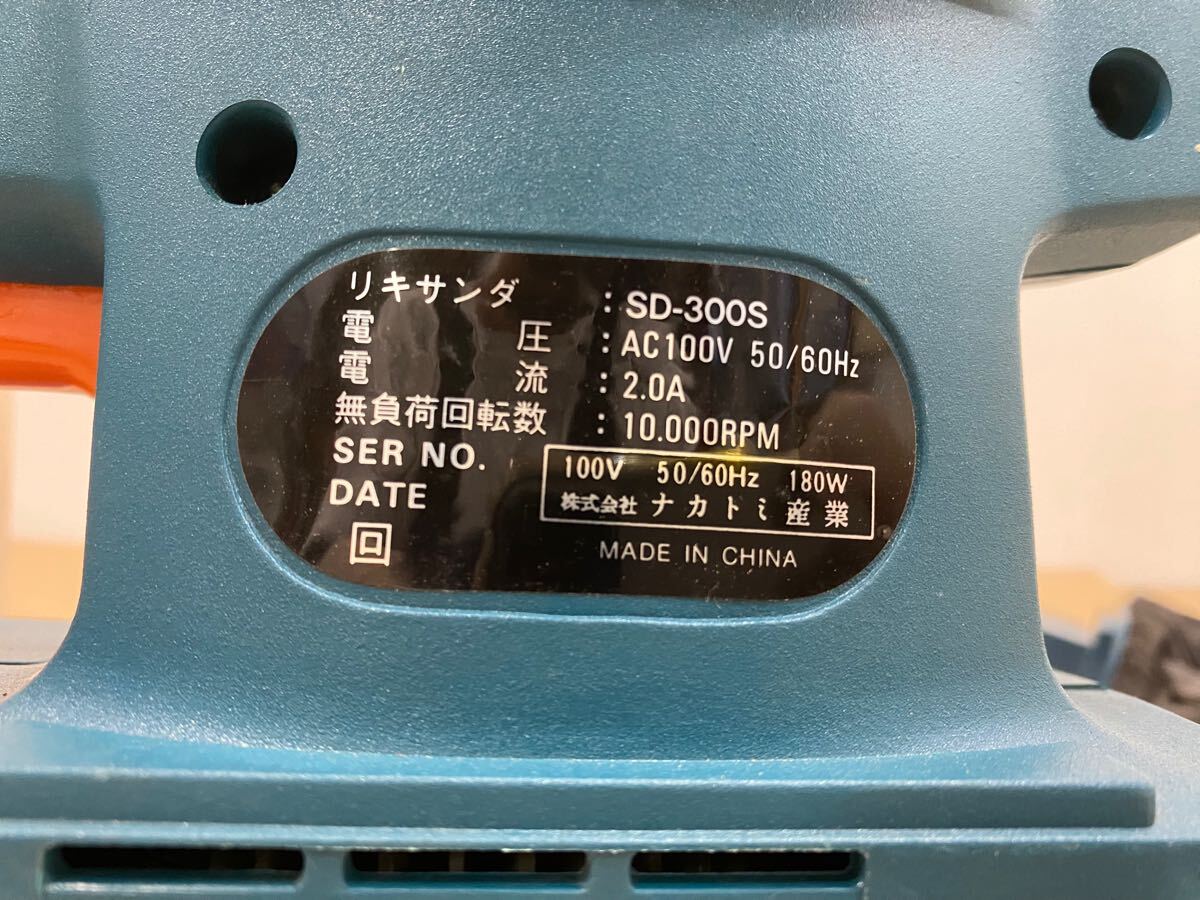 リキサンダ : SD-300S
電 圧 : AC100V 50/60Hz
電 流 : 2.0A
無負荷回転数 : 10.000RPM
SER NO.
DATE
100V 50/60Hz 180W
株式会社 ナカトミ産業
回
MADE IN CHINA